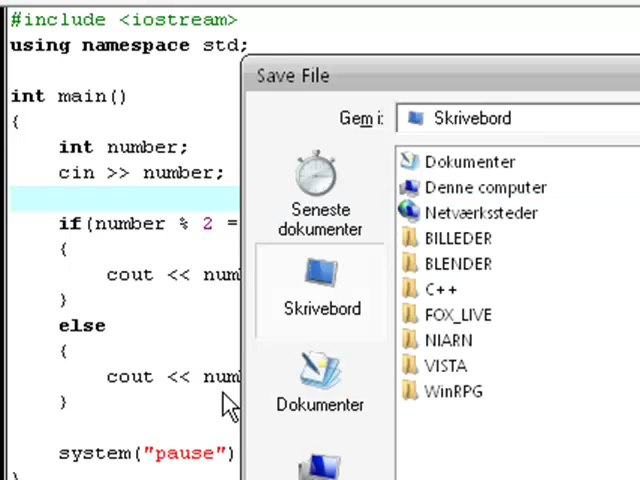 #include <iostream>
using namespace std;
int main()
{
int number;
cin >> number;
if(number % 2 =
{
cout << num
}
else
{
cout << num
}
system("pause")
Save File
Gem i:
Skrivebord
Seneste
dokumenter
Skrivebord
Dokumenter
Dokumenter
Denne computer
Netværkssteder
BILLEDER
BLENDER
C++
FOX_LIVE
NIARN
VISTA
WinRPG